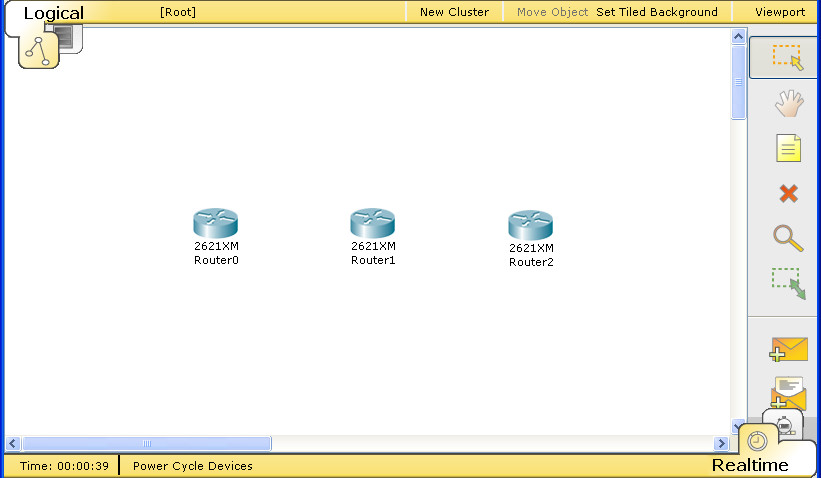 Logical
[Root]
New Cluster
Move Object
Set Tiled Background
Viewport
2621XM
Router0
2621XM
Router1
2621XM
Router2
Time: 00:00:39
Power Cycle Devices
Realtime